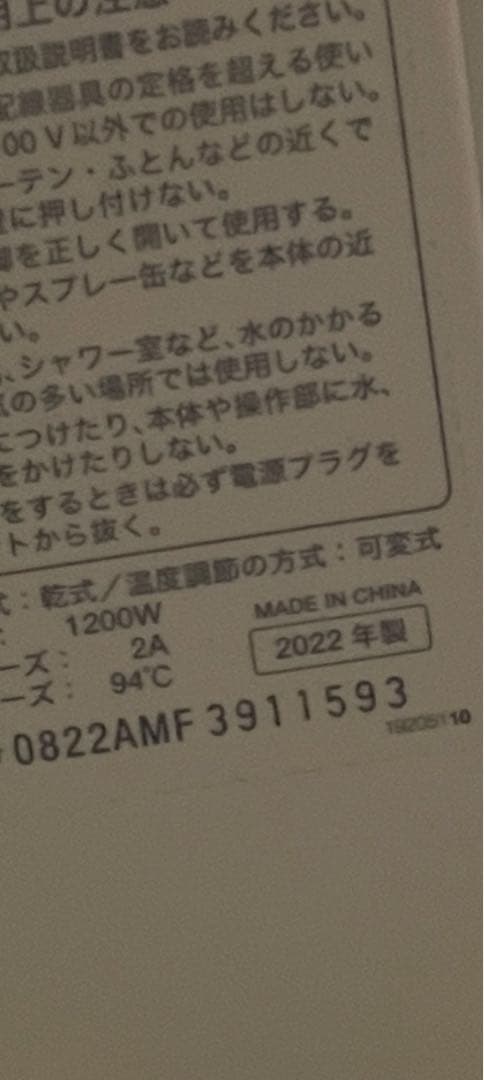 用上の注意
取扱説明書をお読みください。
配線器具の定格を超える使い
00 V以外での使用はしない。
ーテン・ふとんなどの近くで
に押し付けない。
脚を正しく開いて使用する。
やスプレー缶などを本体の近
い。
、シャワー室など、水のかかる
の多い場所では使用しない。
につけたり、本体や操作部に水、
をかけたりしない。
をするときは必ず電源プラグを
トから抜く。
式：乾式／温度調節の方式：可変式
： 1200W
ーズ： 2A
ーズ： 94℃
MADE IN CHINA
2022 年製
0822AMF 3911593